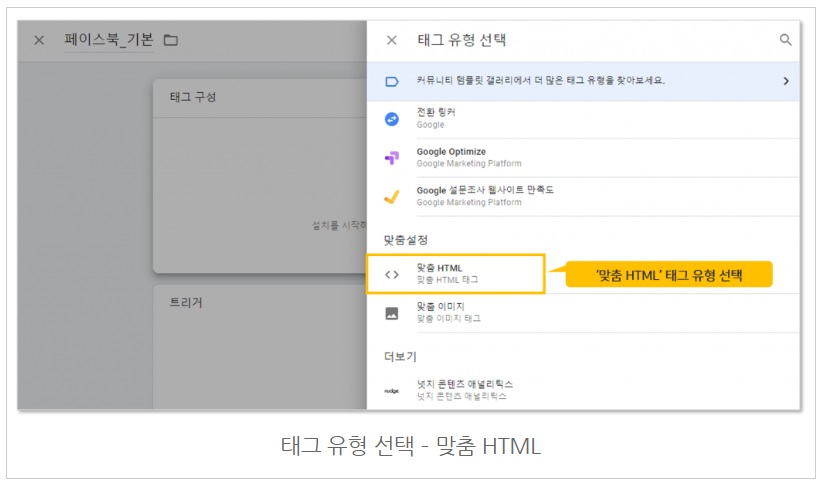 페이스북_기본
태그 구성
설치를 시작하
트리거
태그 유형 선택
커뮤니티 템플릿 갤러리에서 더 많은 태그 유형을 찾아보세요.
전환 링커
Google
Google Optimize
Google Marketing Platform
Google 설문조사 웹사이트 만족도
Google Marketing Platform
맞춤설정
맞춤 HTML
맞춤 HTML 태그
'맞춤 HTML' 태그 유형 선택
맞춤 이미지
맞춤 이미지 태그
더보기
nudge
넛지 콘텐츠 애널리틱스
넛지 콘텐츠 애널리틱스
태그 유형 선택 - 맞춤 HTML